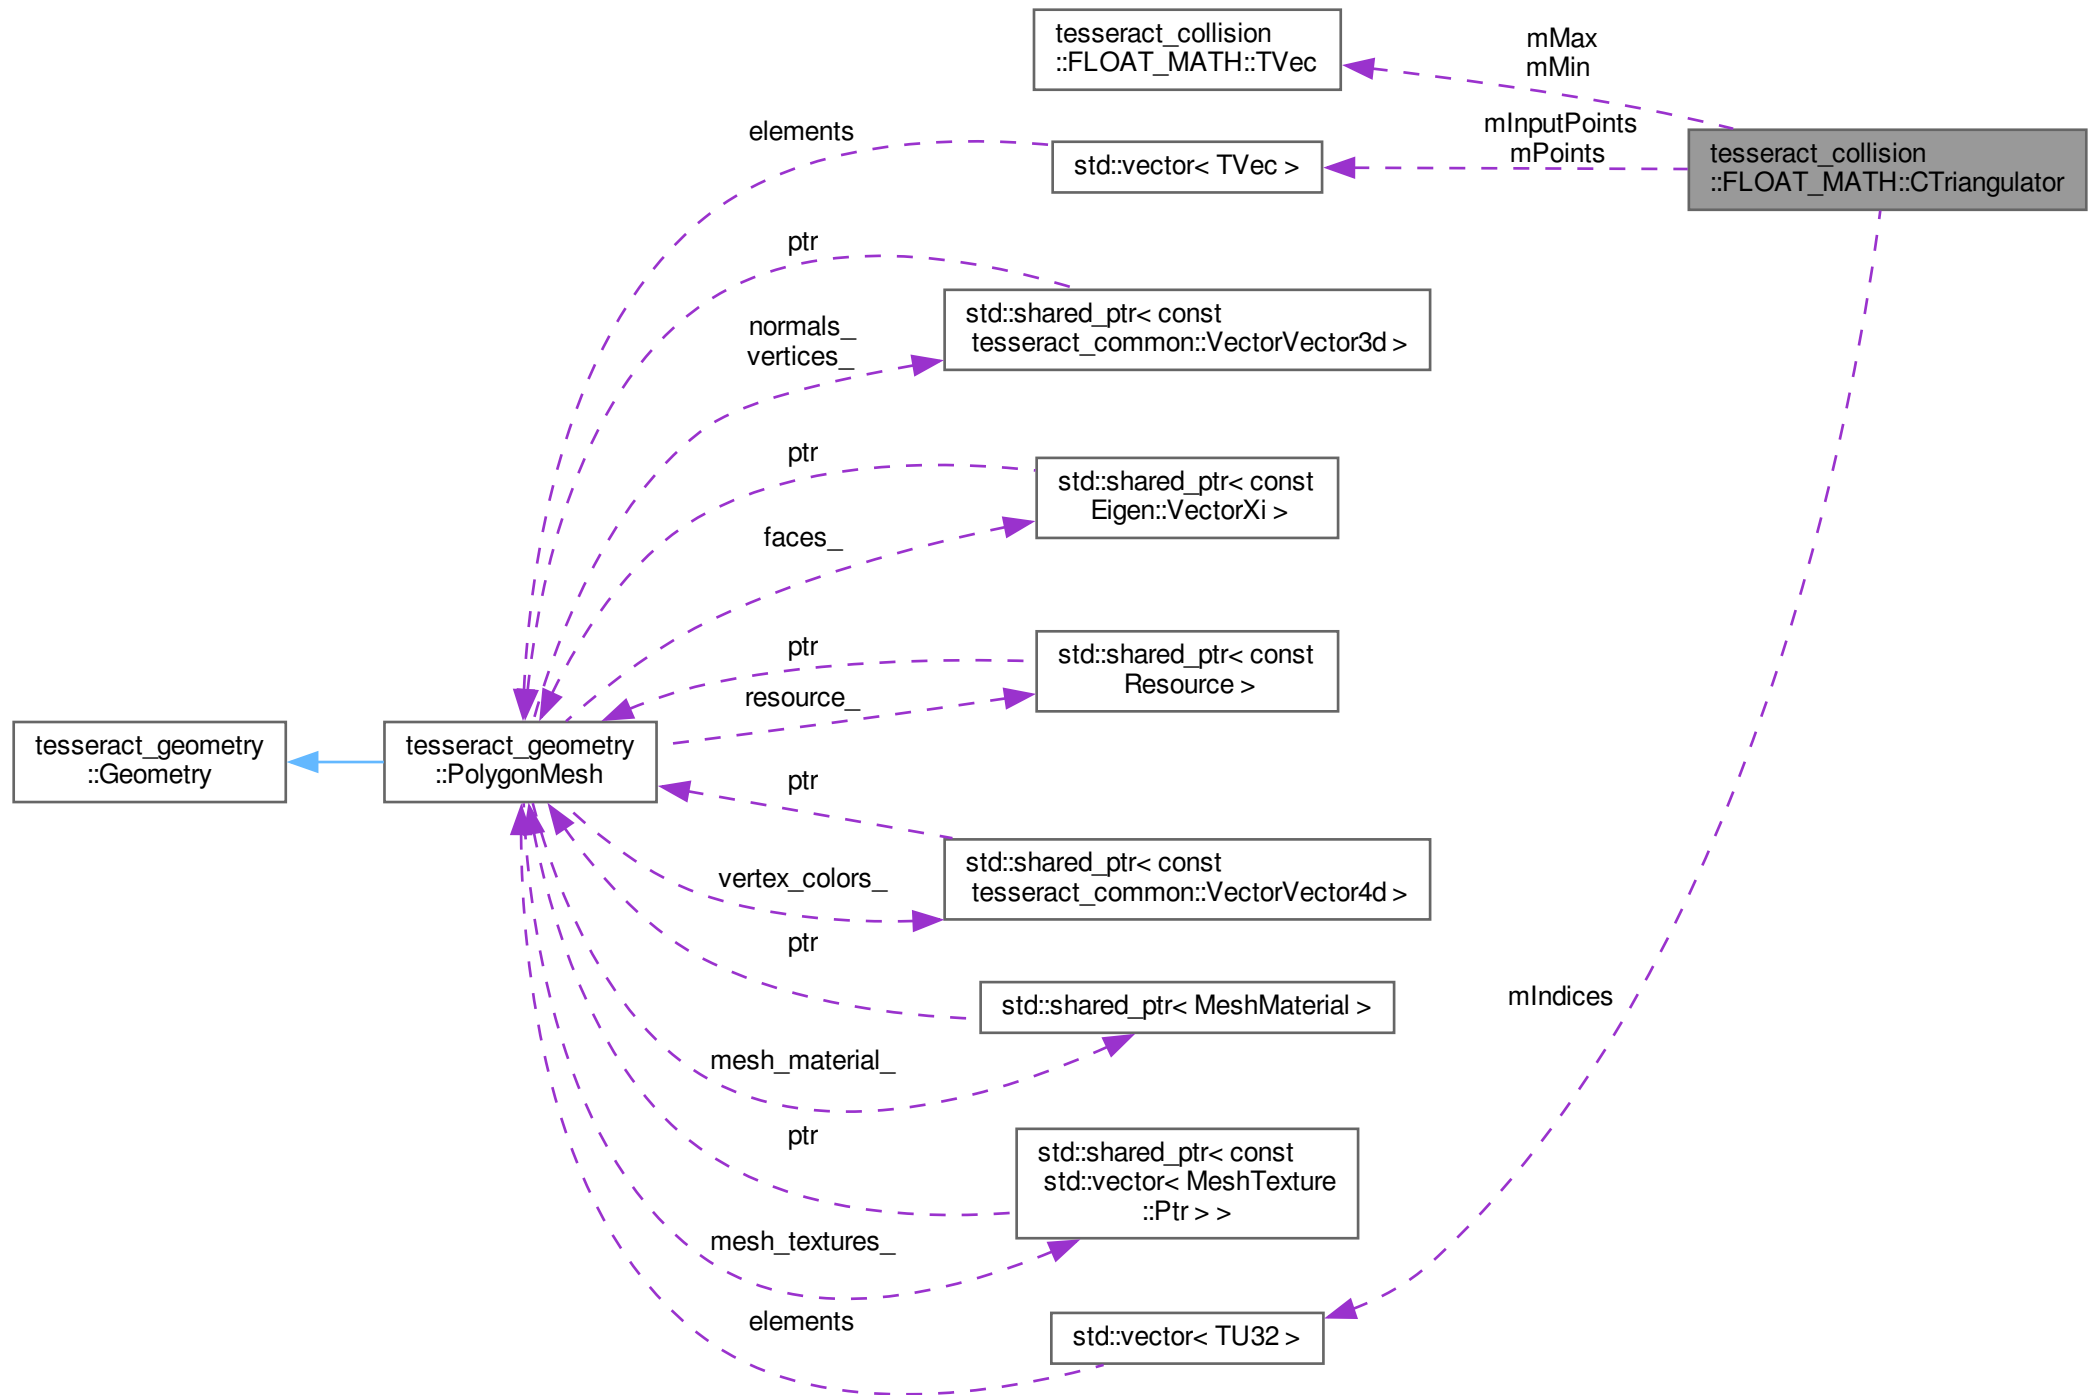 tesseract_collision
::FLOAT_MATH::TVec
mMax
mMin
elements
mInputPoints
mPoints
std::vector< TVec >
tesseract_collision
::FLOAT_MATH::CTriangulator
ptr
std::shared_ptr< const
tesseract_common::VectorVector3d >
normals_
vertices_
ptr
std::shared_ptr< const
Eigen::VectorXi >
faces_
ptr
std::shared_ptr< const
Resource >
resource_
tesseract_geometry
::Geometry
tesseract_geometry
::PolygonMesh
ptr
std::shared_ptr< const
tesseract_common::VectorVector4d >
vertex_colors_
ptr
std::shared_ptr< MeshMaterial >
mIndices
mesh_material_
ptr
std::shared_ptr< const
std::vector< MeshTexture
::Ptr > >
mesh_textures_
elements
std::vector< TU32 >